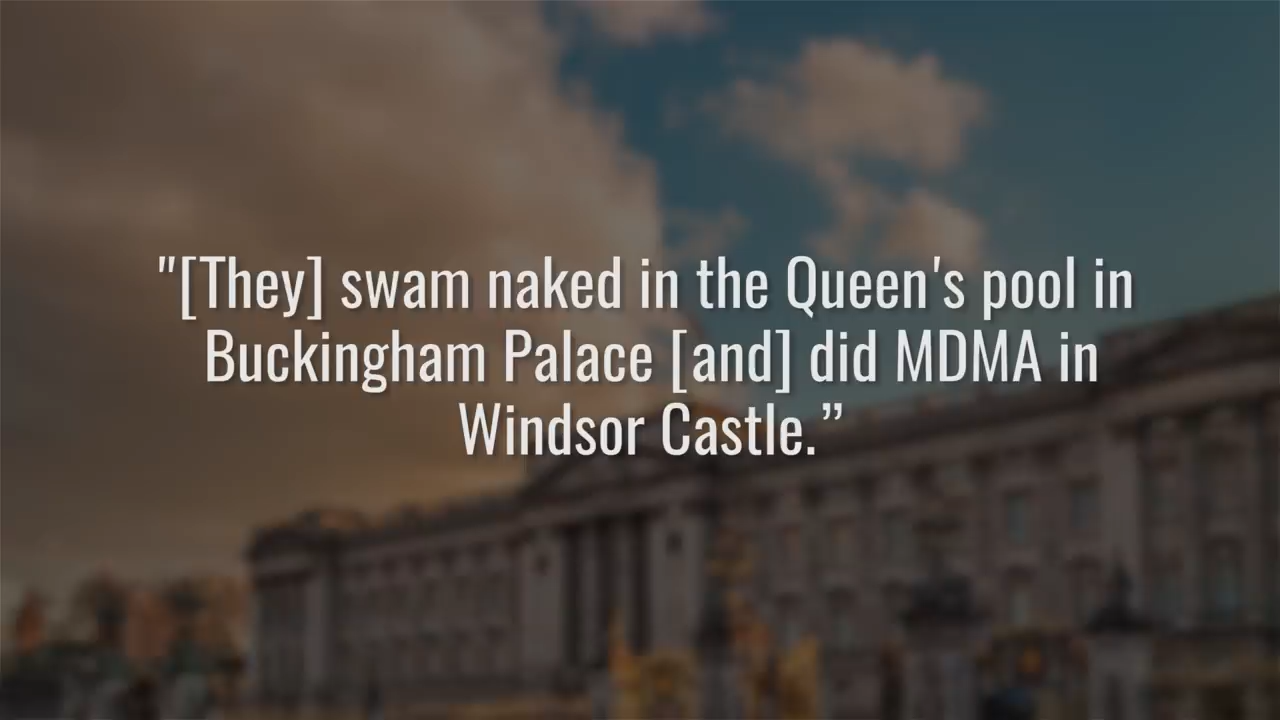 "[They] swam naked in the Queen's pool in
Buckingham Palace [and] did MDMA in
Windsor Castle.”